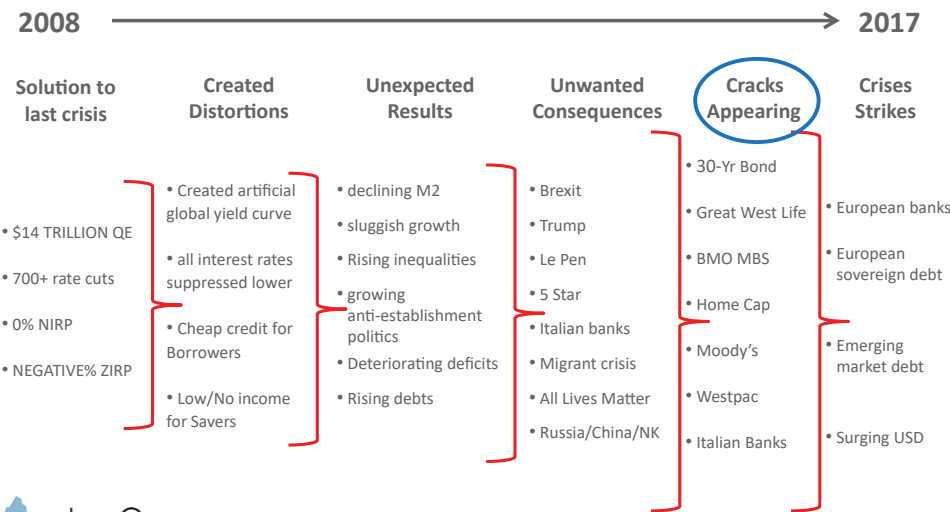 2008
2017
Solution to
last crisis
Created
Distortions
Unexpected
Results
Unwanted
Consequences
Cracks
Appearing
Crises
Strikes
• $14 TRILLION QE
• 700+ rate cuts
• 0% NIRP
• NEGATIVE% ZIRP
• Created artificial
global yield curve
• all interest rates
suppressed lower
• Cheap credit for
Borrowers
• Low/No income
for Savers
• declining M2
• sluggish growth
• Rising inequalities
• growing
anti-establishment
politics
• Deteriorating deficits
• Rising debts
• Brexit
• Trump
• Le Pen
• 5 Star
• Italian banks
• Migrant crisis
• All Lives Matter
• Russia/China/NK
• 30-Yr Bond
• Great West Life
• BMO MBS
• Home Cap
• Moody's
• Westpac
• Italian Banks
• European banks
• European
sovereign debt
• Emerging
market debt
• Surging USD